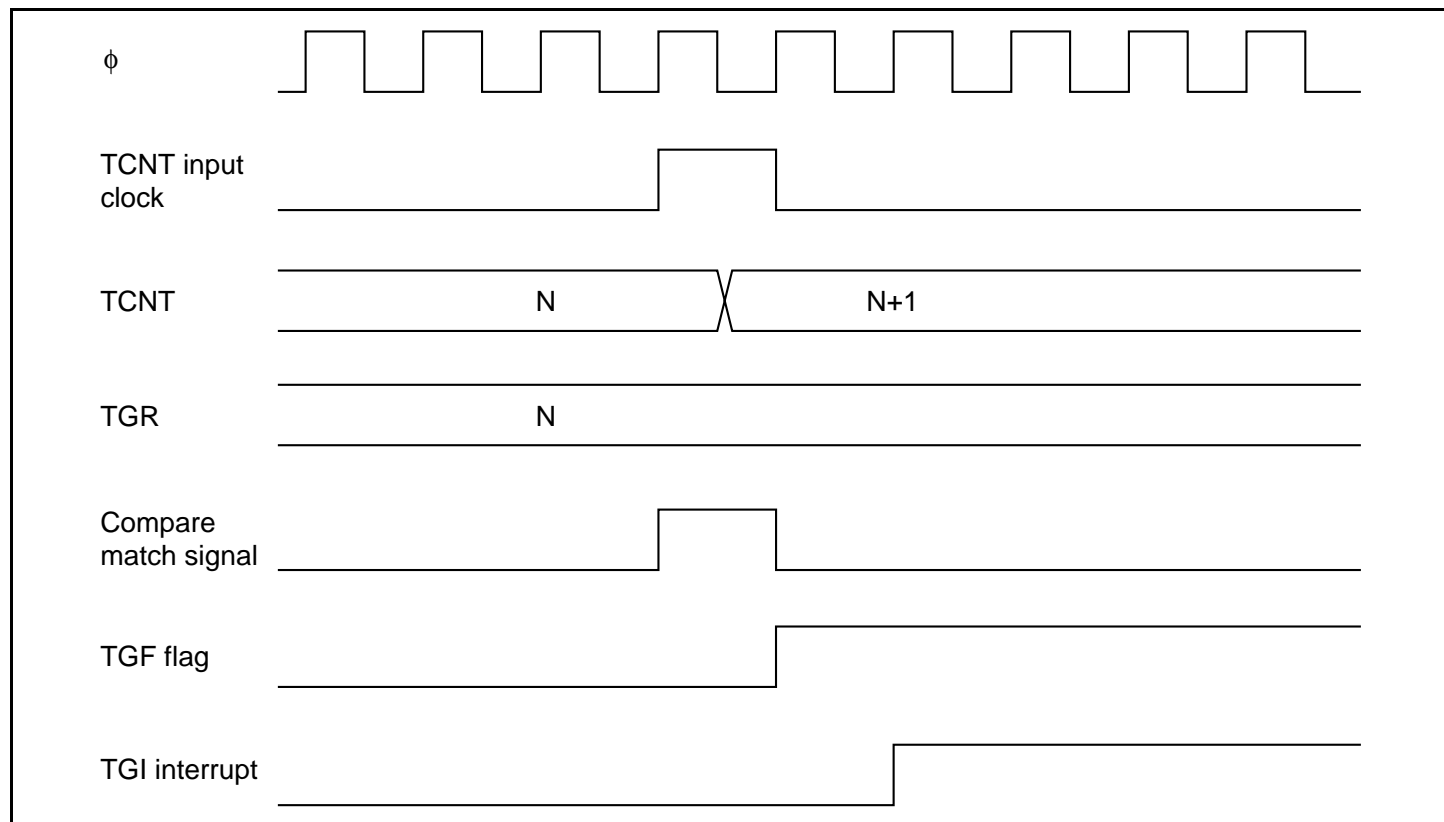 ϕ
TCNT input
clock
TCNT
N
N+1
TGR
N
Compare
match signal
TGF flag
TGI interrupt